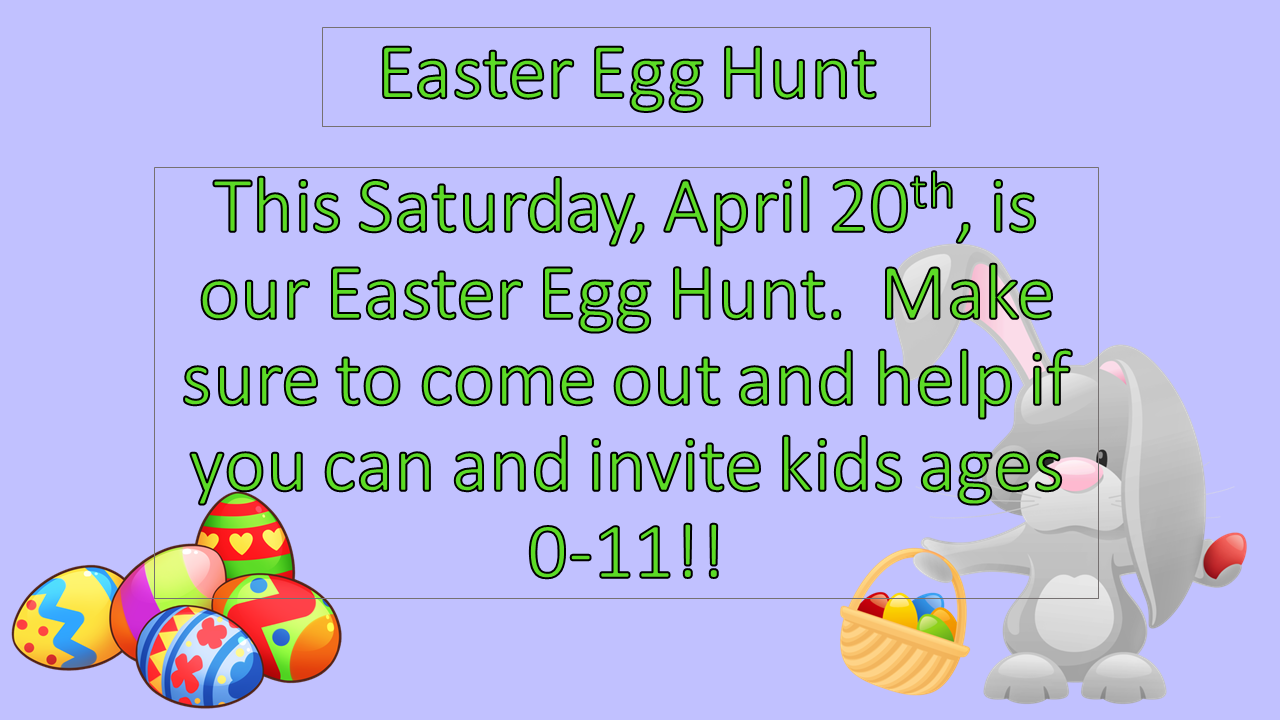 Easter Egg Hunt
This Saturday, April 20th, is
our Easter Egg Hunt.  Make
sure to come out and help if
you can and invite kids ages
0-11!!